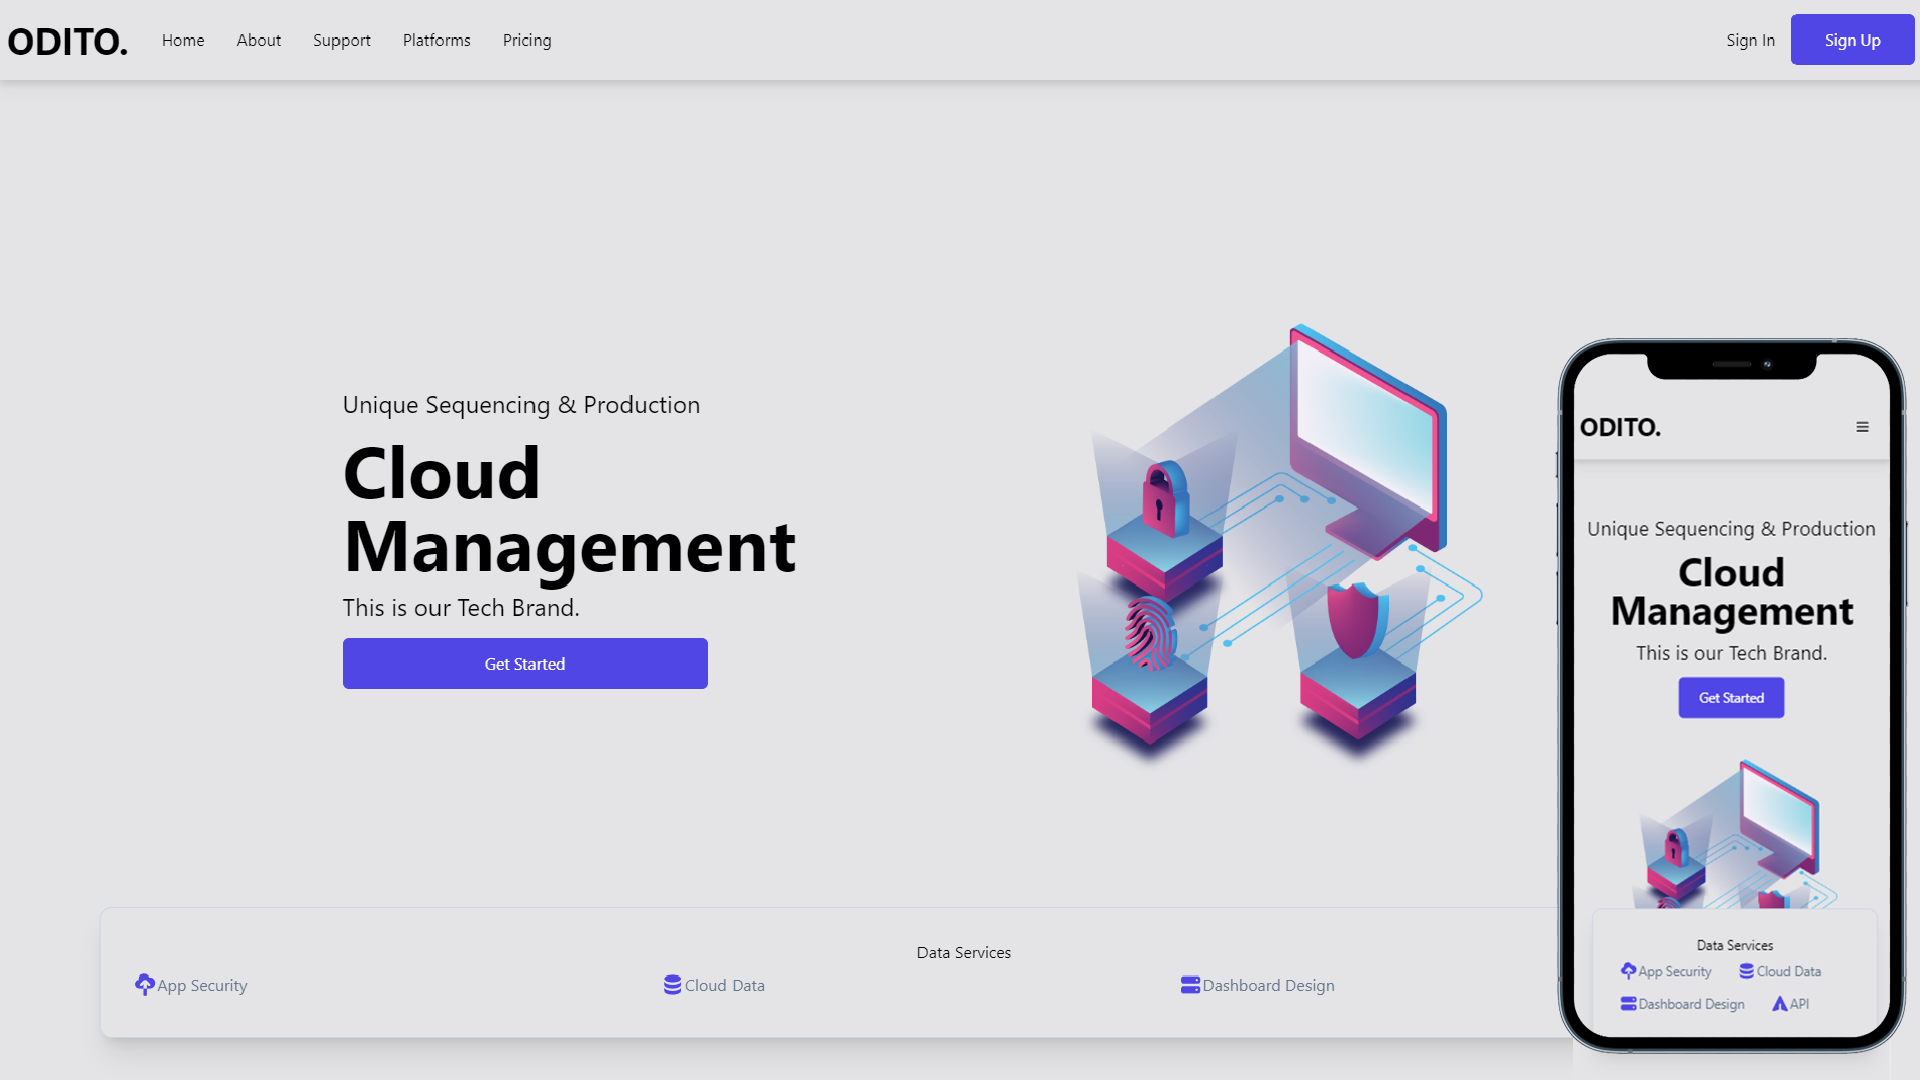 ODITO. Home About Support Platforms Pricing Sign In Sign Up
Unique Sequencing & Production
Cloud
Management
This is our Tech Brand.
Get Started
Data Services
App Security Cloud Data Dashboard Design
ODITO.
Unique Sequencing & Production
Cloud
Management
This is our Tech Brand.
Get Started
Data Services
App Security Cloud Data
Dashboard Design API